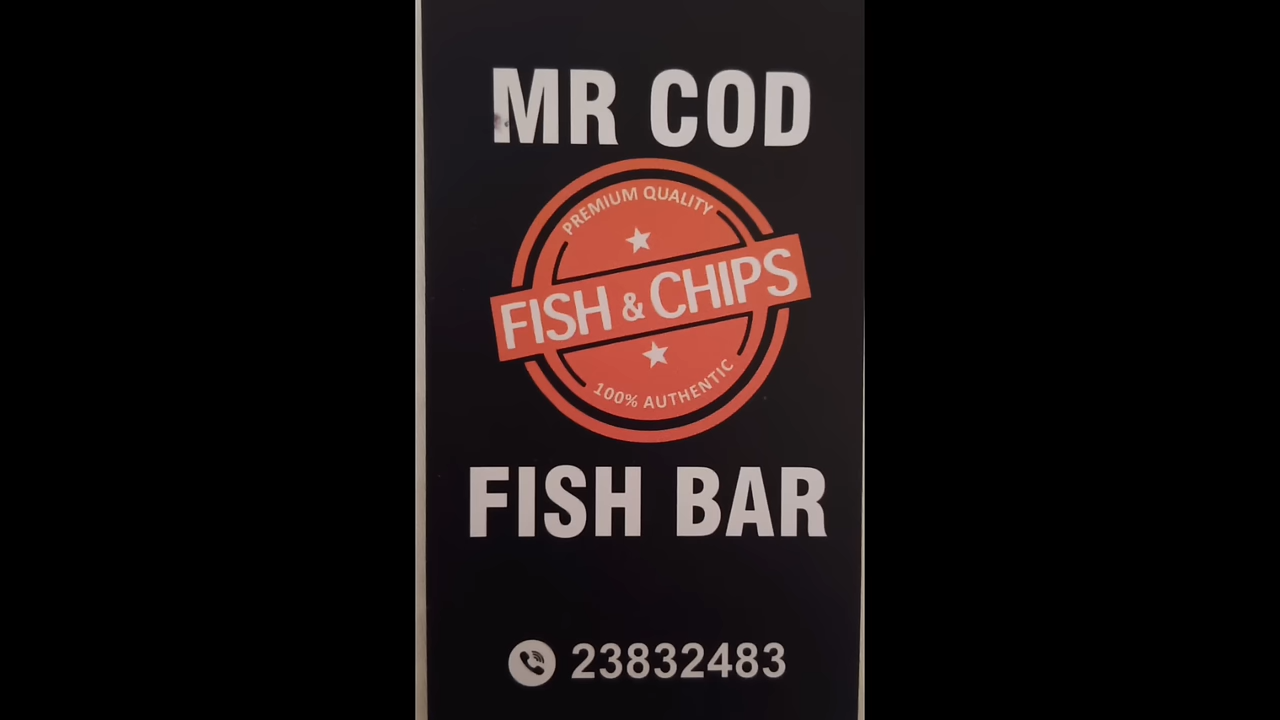 MR COD
PREMIUM QUALITY
FISH & CHIPS
100% AUTHENTIC
FISH BAR
23832483